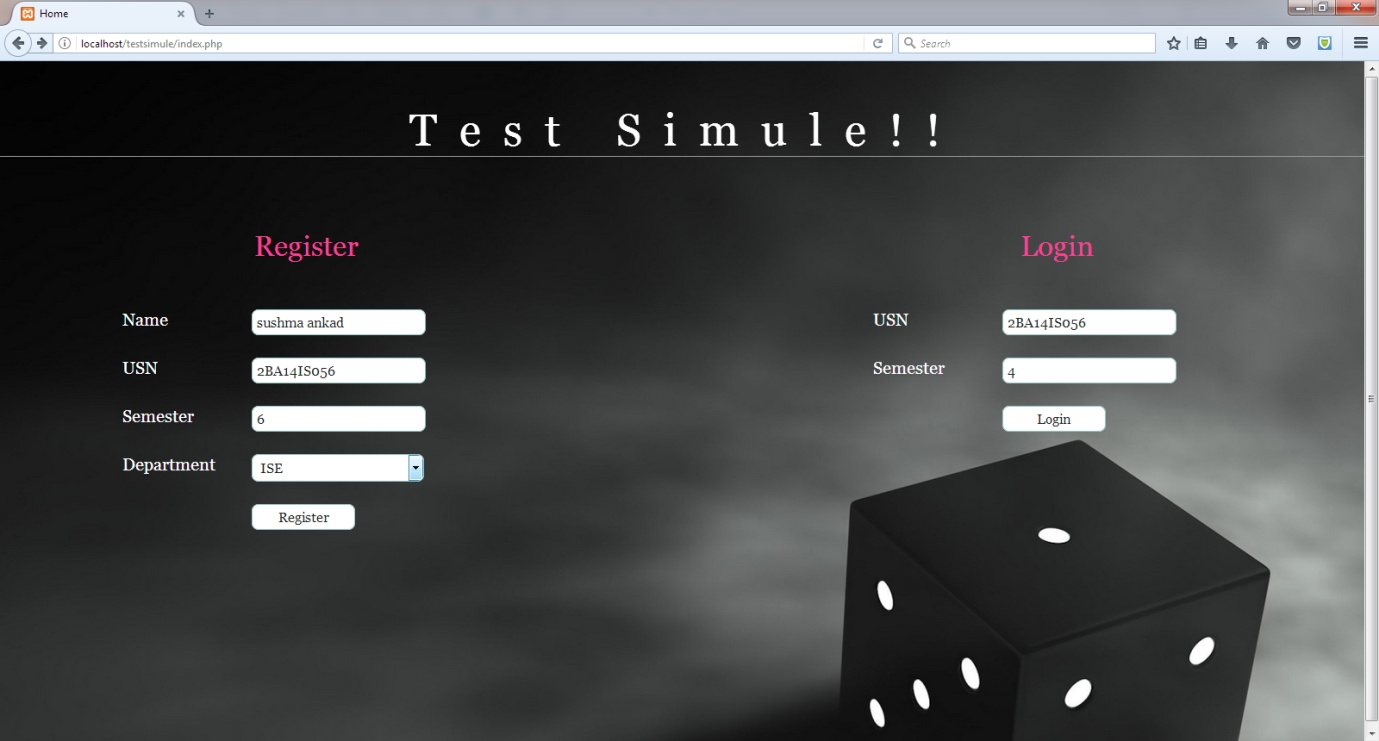 Home
localhost/testsimule/index.php
Search
Test Simule!!
Register
Name
sushma ankad
USN
2BA14IS056
Semester
6
Department
ISE
Register
Login
USN
2BA14IS056
Semester
4
Login